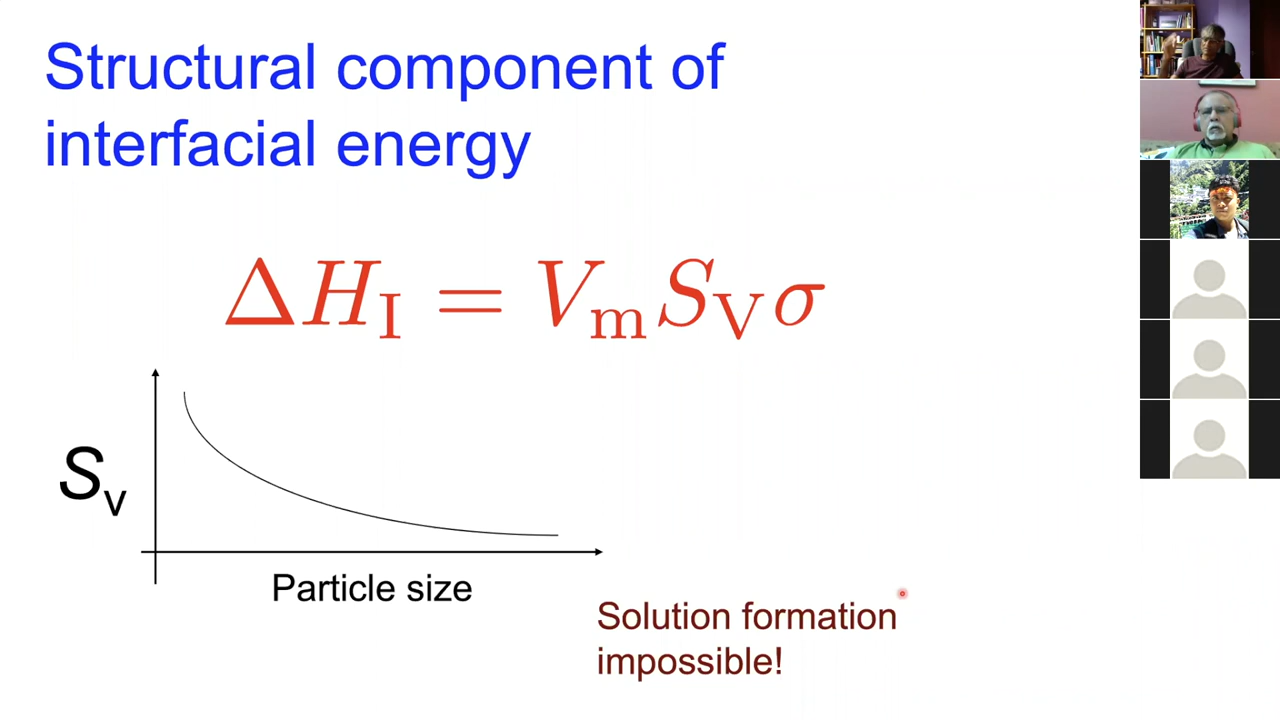 Structural component of
interfacial energy
ΔH_I = V_m S_V σ
S_v
Particle size
Solution formation
impossible!